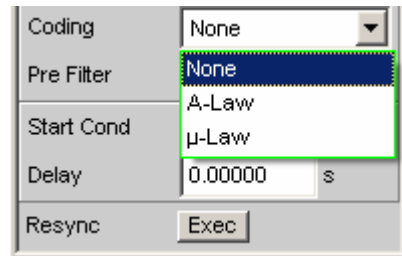 Coding None
Pre Filter None
A-Law
Start Cond µ-Law
Delay 0.00000 s
Resync Exec